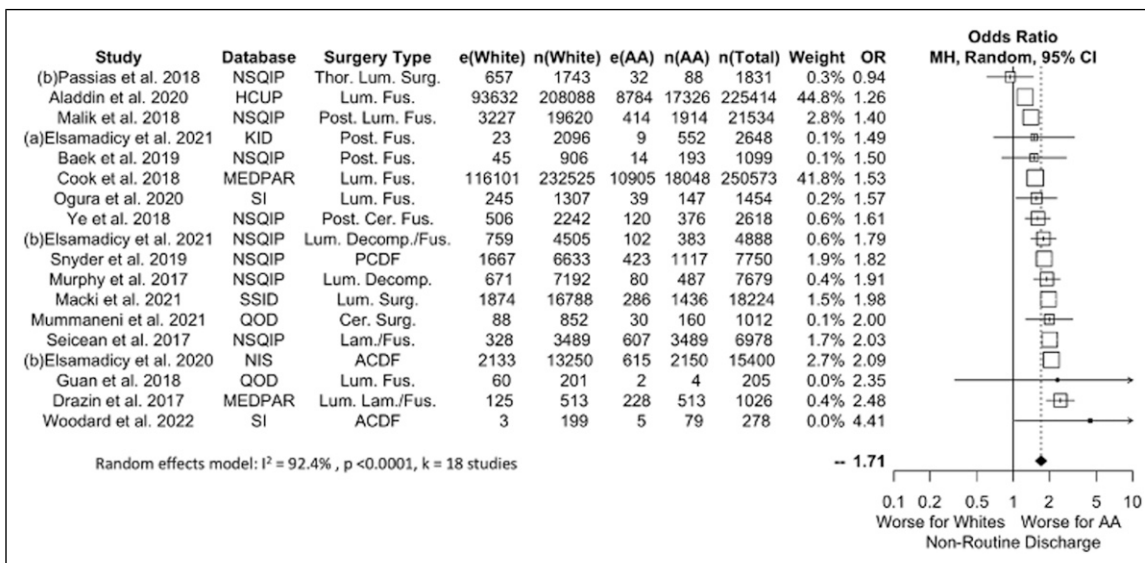 Odds Ratio
Study Database Surgery Type e(White) n(White) e(AA) n(AA) n(Total) Weight OR MH, Random, 95% CI
(b)Passias et al. 2018 NSQIP Thor. Lum. Surg. 657 1743 32 88 1831 0.3% 0.94
Aladdin et al. 2020 HCUP Lum. Fus. 93632 208088 8784 17326 225414 44.8% 1.26
Malik et al. 2018 NSQIP Post. Lum. Fus. 3227 19620 414 1914 21534 2.8% 1.40
(a)Elsamadicy et al. 2021 KID Post. Fus. 23 2096 9 552 2648 0.1% 1.49
Baek et al. 2019 NSQIP Post. Fus. 45 906 14 193 1099 0.1% 1.50
Cook et al. 2018 MEDPAR Lum. Fus. 116101 232525 10905 18048 250573 41.8% 1.53
Ogura et al. 2020 SI Lum. Fus. 245 1307 39 147 1454 0.2% 1.57
Ye et al. 2018 NSQIP Post. Cer. Fus. 506 2242 120 376 2618 0.6% 1.61
(b)Elsamadicy et al. 2021 NSQIP Lum. Decomp./Fus. 759 4505 102 383 4888 0.6% 1.79
Snyder et al. 2019 NSQIP PCDF 1667 6633 423 1117 7750 1.9% 1.82
Murphy et al. 2017 NSQIP Lum. Decomp. 671 7192 80 487 7679 0.4% 1.91
Macki et al. 2021 SSID Lum. Surg. 1874 16788 286 1436 18224 1.5% 1.98
Mummaneni et al. 2021 QOD Cer. Surg. 88 852 30 160 1012 0.1% 2.00
Seicean et al. 2017 NSQIP Lam./Fus. 328 3489 607 3489 6978 1.7% 2.03
(b)Elsamadicy et al. 2020 NIS ACDF 2133 13250 615 2150 15400 2.7% 2.09
Guan et al. 2018 QOD Lum. Fus. 60 201 2 4 205 0.0% 2.35
Drazin et al. 2017 MEDPAR Lum. Lam./Fus. 125 513 228 513 1026 0.4% 2.48
Woodard et al. 2022 SI ACDF 3 199 5 79 278 0.0% 4.41
Random effects model: I² = 92.4% , p <0.0001, k = 18 studies -- 1.71
0.1 0.2 0.5 1 2 5 10
Worse for Whites Worse for AA
Non-Routine Discharge